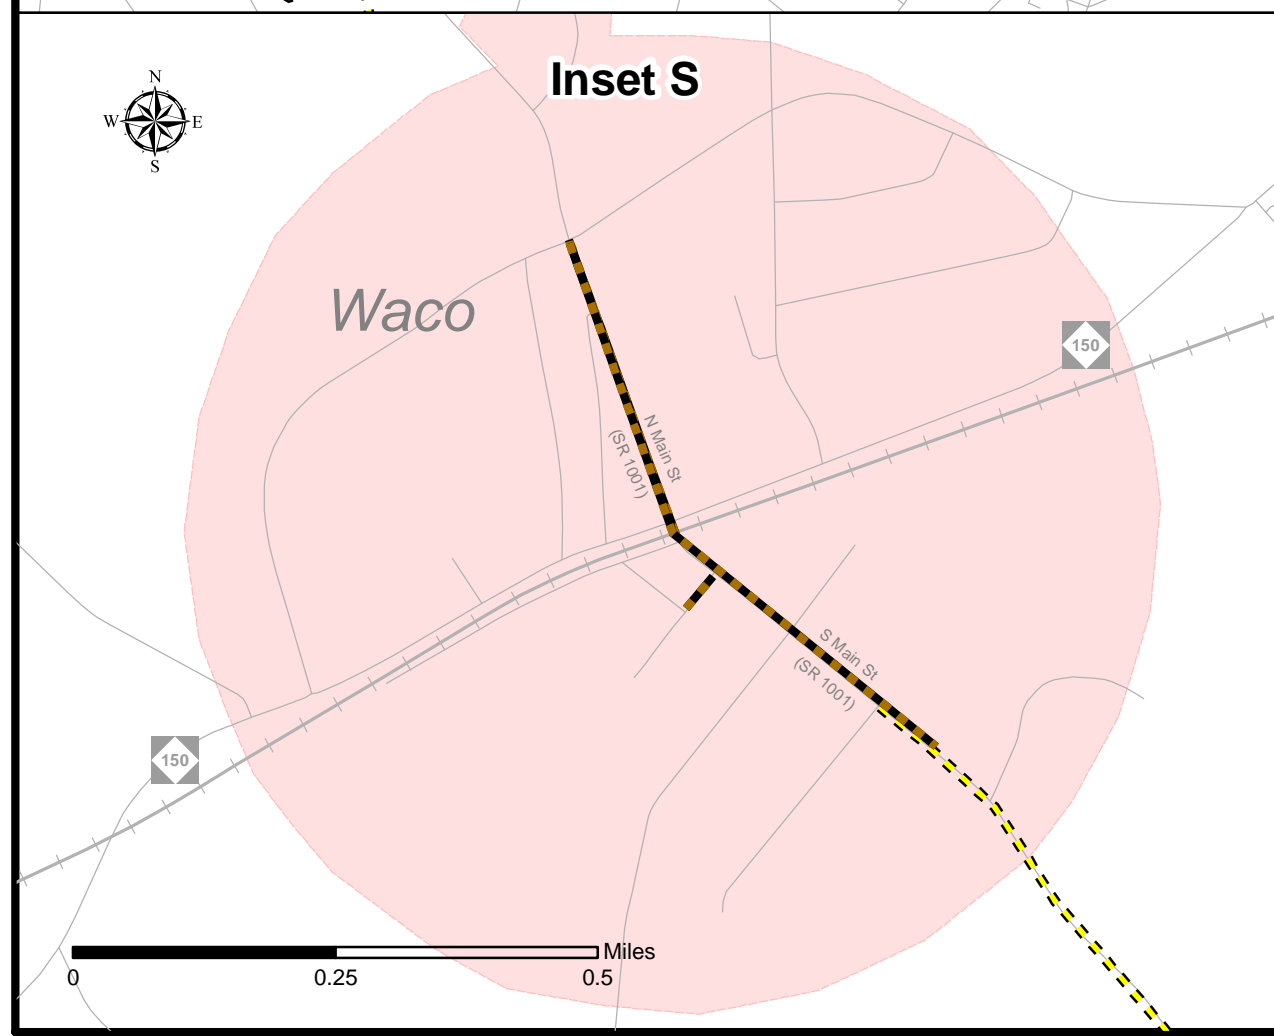 Inset S
N
W E
S
Waco
150
N Main St
(SR 1001)
S Main St
(SR 1001)
150
Miles
0 0.25 0.5